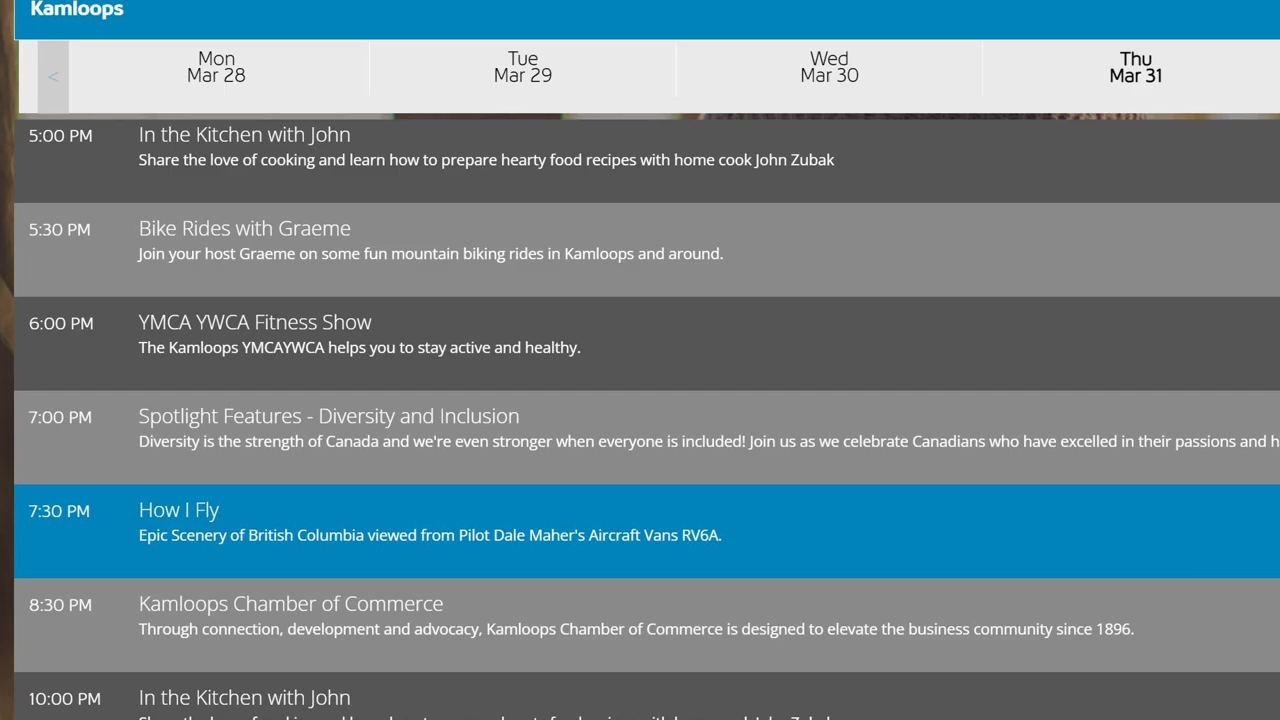 Kamloops
<
Mon
Mar 28
Tue
Mar 29
Wed
Mar 30
Thu
Mar 31
5:00 PM
In the Kitchen with John
Share the love of cooking and learn how to prepare hearty food recipes with home cook John Zubak
5:30 PM
Bike Rides with Graeme
Join your host Graeme on some fun mountain biking rides in Kamloops and around.
6:00 PM
YMCA YWCA Fitness Show
The Kamloops YMCAYWCA helps you to stay active and healthy.
7:00 PM
Spotlight Features - Diversity and Inclusion
Diversity is the strength of Canada and we're even stronger when everyone is included! Join us as we celebrate Canadians who have excelled in their passions and h
7:30 PM
How I Fly
Epic Scenery of British Columbia viewed from Pilot Dale Maher's Aircraft Vans RV6A.
8:30 PM
Kamloops Chamber of Commerce
Through connection, development and advocacy, Kamloops Chamber of Commerce is designed to elevate the business community since 1896.
10:00 PM
In the Kitchen with John